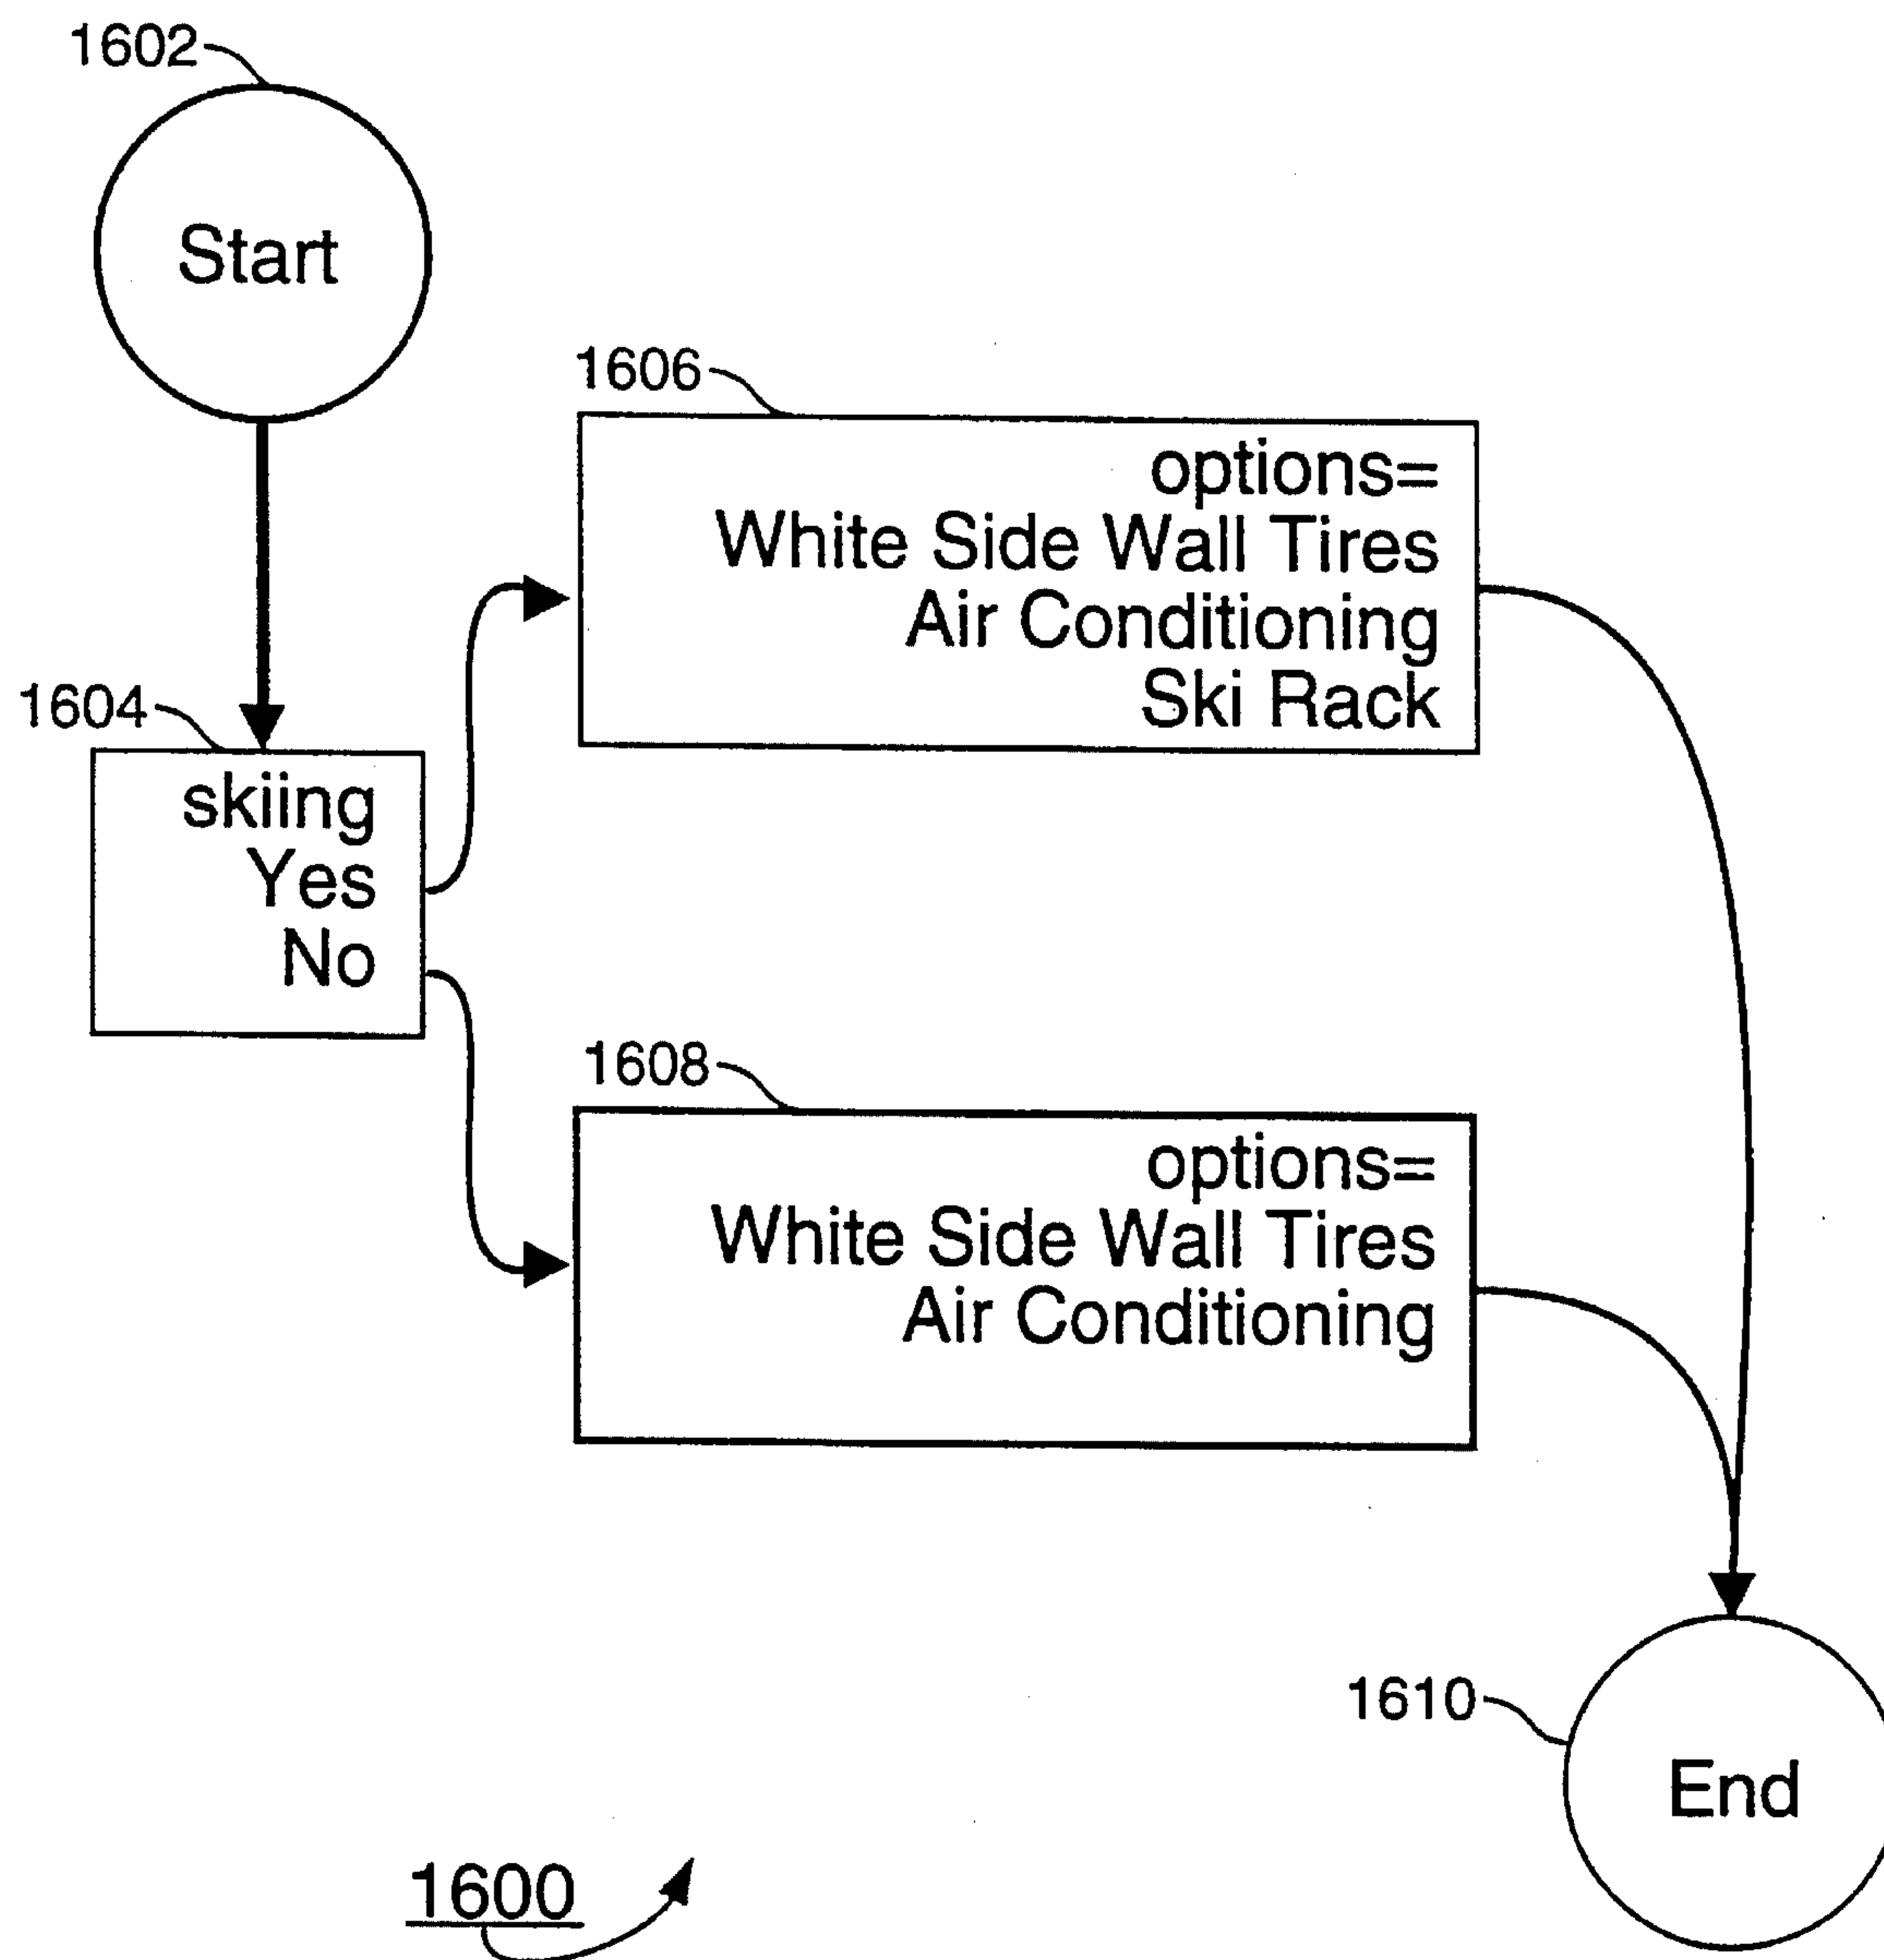 1602
Start
1606
options=
White Side Wall Tires
Air Conditioning
Ski Rack
1604
skiing
Yes
No
1608
options=
White Side Wall Tires
Air Conditioning
1610
End
1600